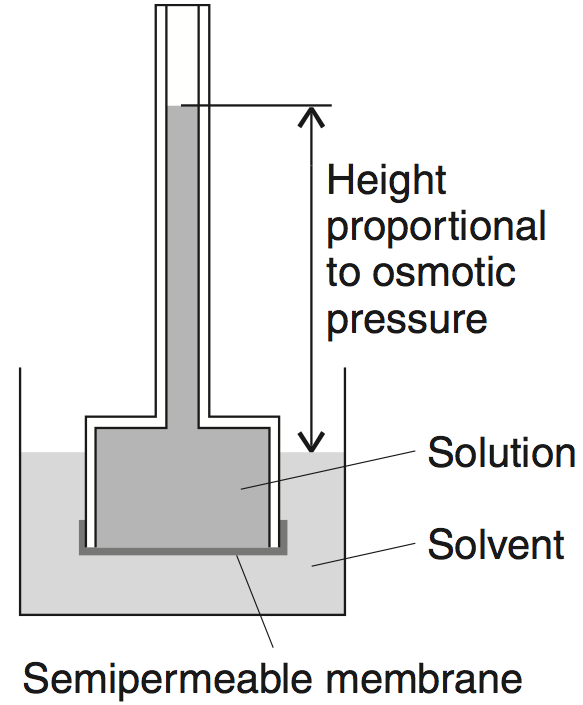 Height
proportional
to osmotic
pressure
Solution
Solvent
Semipermeable membrane